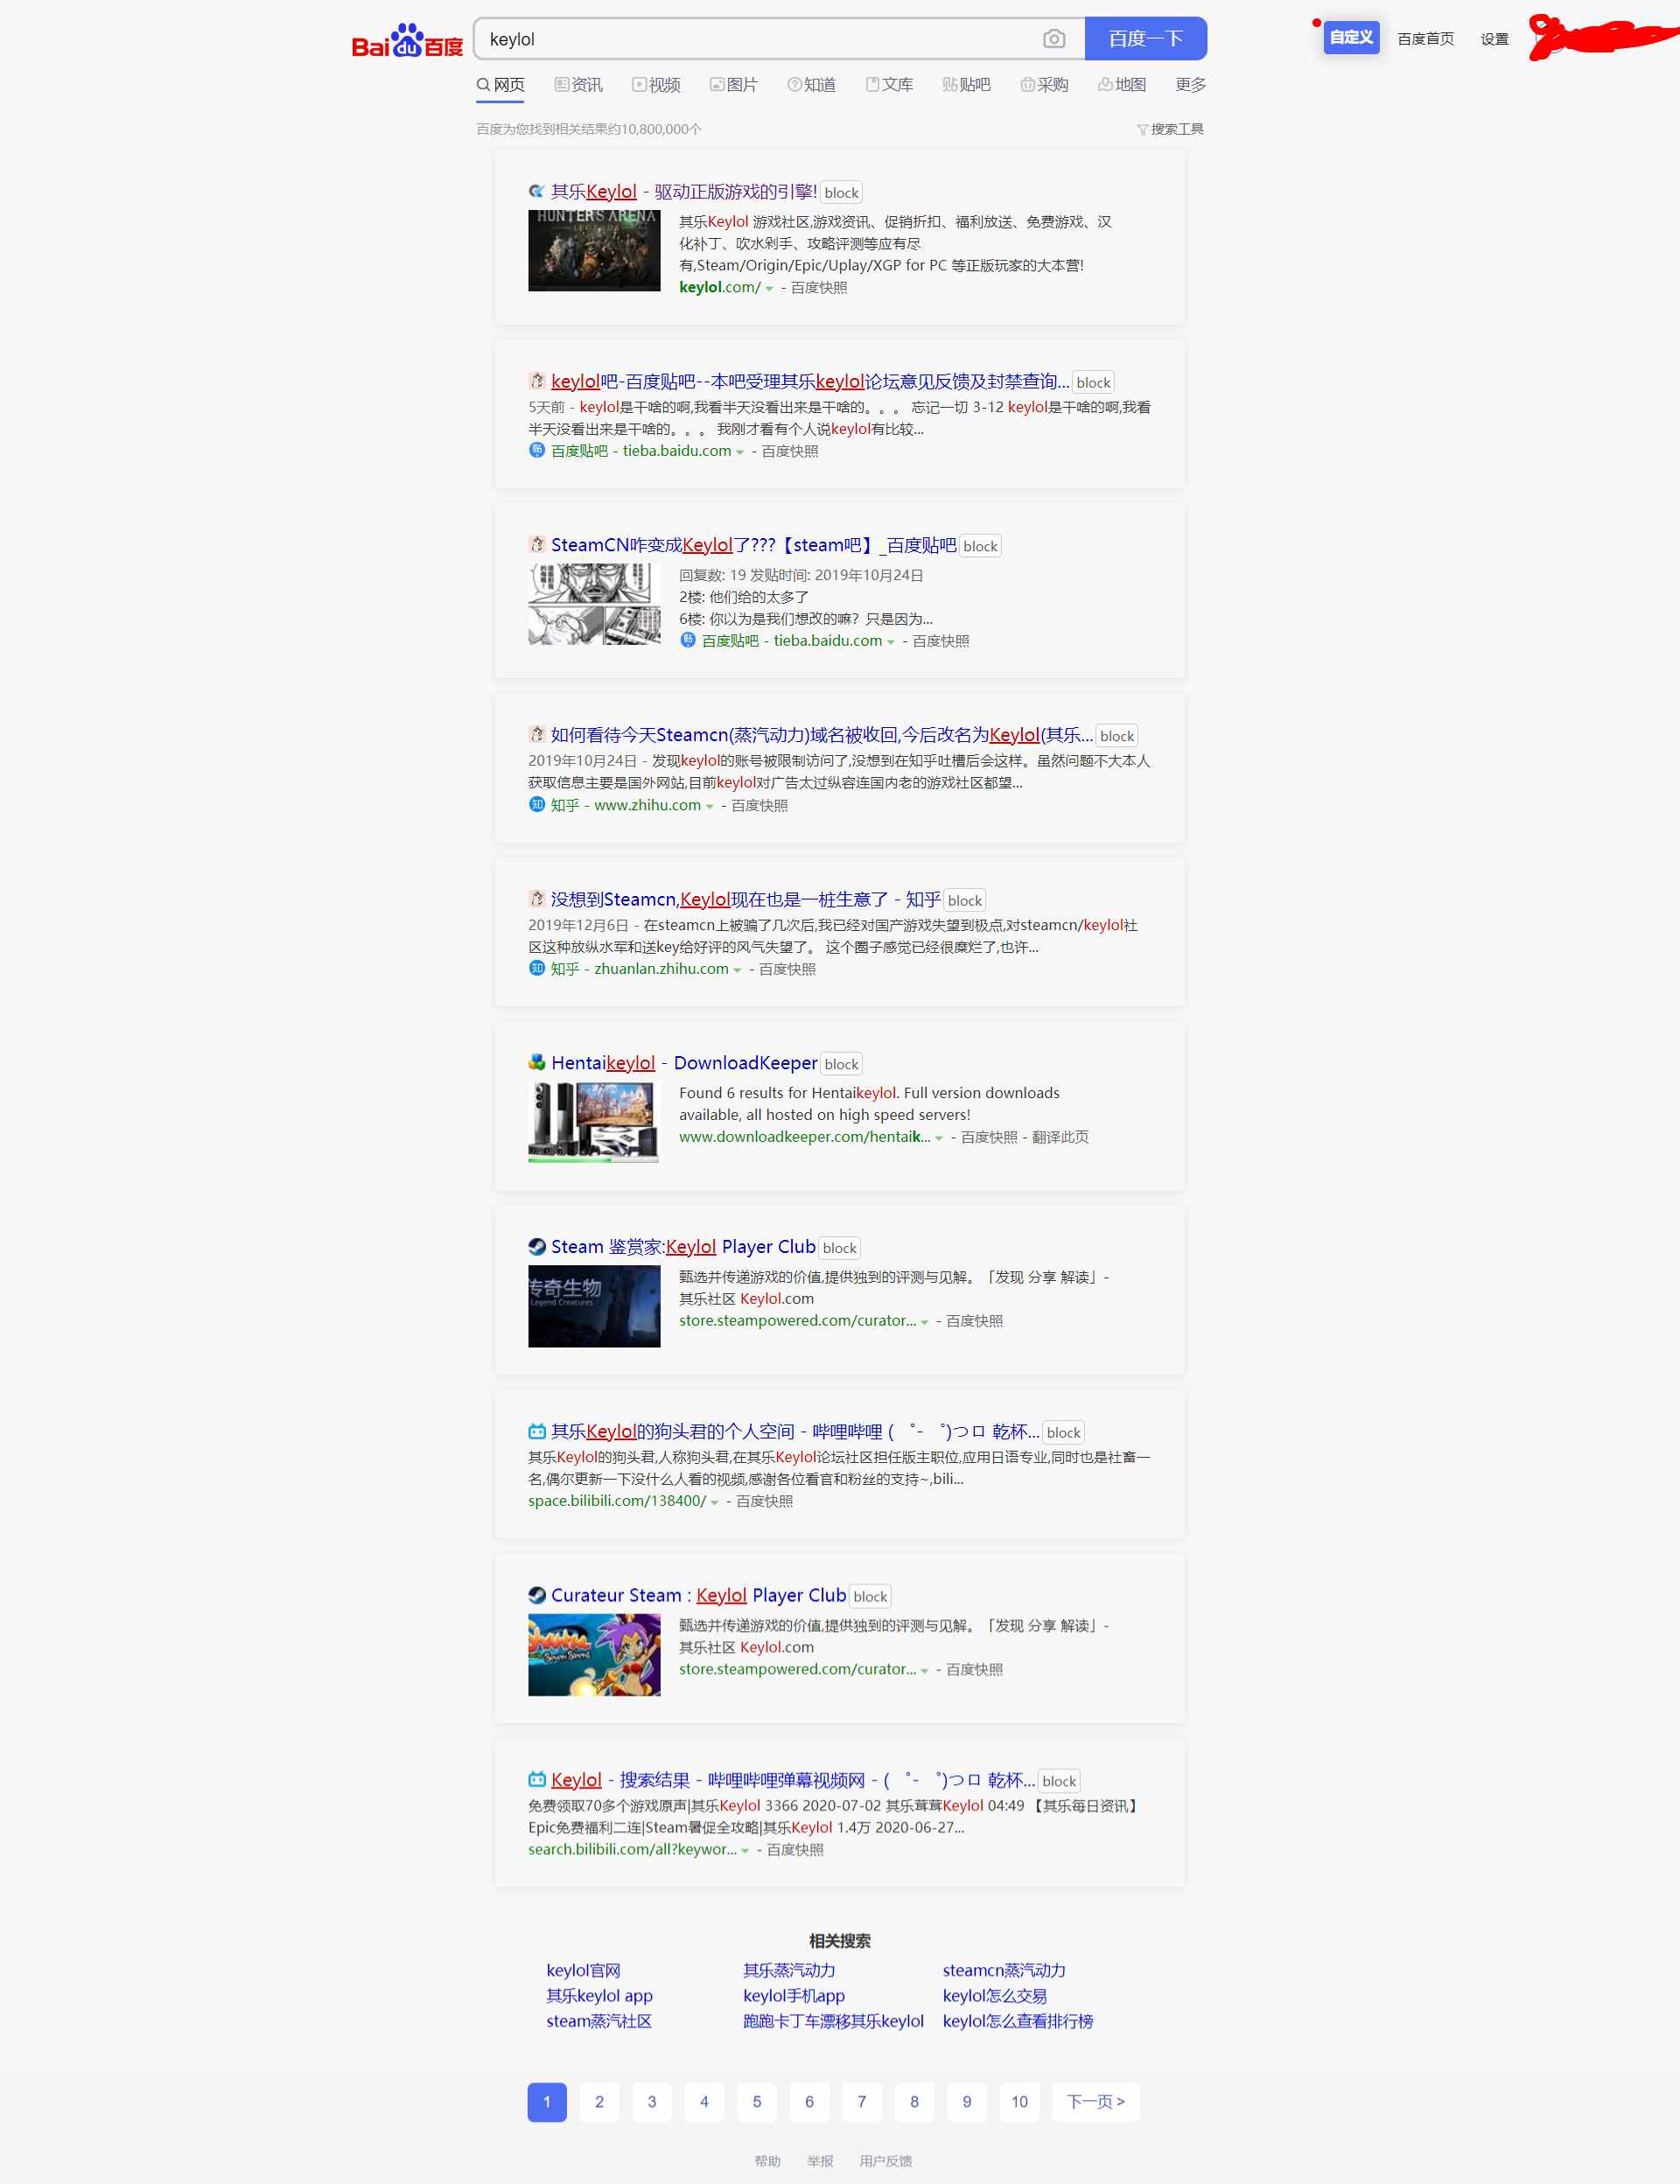 Bai du 百度
keylol
百度一下
自定义
百度首页
设置
网页 资讯 视频 图片 知道 文库 贴吧 采购 地图 更多
百度为您找到相关结果约10,800,000个
搜索工具
其乐Keylol - 驱动正版游戏的引擎! block
HUNTER'S ARENA
其乐Keylol 游戏社区,游戏资讯、促销折扣、福利放送、免费游戏、汉
化补丁、吹水剁手、攻略评测等应有尽
有,Steam/Origin/Epic/Uplay/XGP for PC 等正版玩家的大本营!
keylol.com/ - 百度快照
keylol吧-百度贴吧--本吧受理其乐keylol论坛意见反馈及封禁查询... block
5天前 - keylol是干啥的啊,我看半天没看出来是干啥的。。。 忘记一切 3-12 keylol是干啥的啊,我看
半天没看出来是干啥的。。。 我刚才看有个人说keylol有比较...
贴 百度贴吧 - tieba.baidu.com - 百度快照
SteamCN咋变成Keylol了???【steam吧】_百度贴吧 block
回复数: 19 发贴时间: 2019年10月24日
2楼: 他们给的太多了
6楼: 你以为是我们想改的嘛？只是因为...
贴 百度贴吧 - tieba.baidu.com - 百度快照
如何看待今天Steamcn(蒸汽动力)域名被收回,今后改名为Keylol(其乐... block
2019年10月24日 - 发现keylol的账号被限制访问了,没想到在知乎吐槽后会这样。虽然问题不大本人
获取信息主要是国外网站,目前keylol对广告太过纵容连国内老的游戏社区都望...
知 知乎 - www.zhihu.com - 百度快照
没想到Steamcn,Keylol现在也是一桩生意了 - 知乎 block
2019年12月6日 - 在steamcn上被骗了几次后,我已经对国产游戏失望到极点,对steamcn/keylol社
区这种放纵水军和送key给好评的风气失望了。 这个圈子感觉已经很糜烂了,也许...
知 知乎 - zhuanlan.zhihu.com - 百度快照
Hentaikeylol - DownloadKeeper block
Found 6 results for Hentaikeylol. Full version downloads
available, all hosted on high speed servers!
www.downloadkeeper.com/hentaik... - 百度快照 - 翻译此页
Steam 鉴赏家:Keylol Player Club block
传奇生物
Legend Creatures
甄选并传递游戏的价值,提供独到的评测与见解。「发现 分享 解读」-
其乐社区 Keylol.com
store.steampowered.com/curator... - 百度快照
其乐Keylol的狗头君的个人空间 - 哔哩哔哩 ( ゜- ゜)つロ 乾杯... block
其乐Keylol的狗头君,人称狗头君,在其乐Keylol论坛社区担任版主职位,应用日语专业,同时也是社畜一
名,偶尔更新一下没什么人看的视频,感谢各位看官和粉丝的支持~,bili...
space.bilibili.com/138400/ - 百度快照
Curateur Steam : Keylol Player Club block
甄选并传递游戏的价值,提供独到的评测与见解。「发现 分享 解读」-
其乐社区 Keylol.com
store.steampowered.com/curator... - 百度快照
Keylol - 搜索结果 - 哔哩哔哩弹幕视频网 - ( ゜- ゜)つロ 乾杯... block
免费领取70多个游戏原声|其乐Keylol 3366 2020-07-02 其乐茸茸Keylol 04:49 【其乐每日资讯】
Epic免费福利二连|Steam暑促全攻略|其乐Keylol 1.4万 2020-06-27...
search.bilibili.com/all?keywor... - 百度快照
相关搜索
keylol官网 其乐蒸汽动力 steamcn蒸汽动力
其乐keylol app keylol手机app keylol怎么交易
steam蒸汽社区 跑跑卡丁车漂移其乐keylol keylol怎么查看排行榜
1 2 3 4 5 6 7 8 9 10 下一页 >
帮助 举报 用户反馈